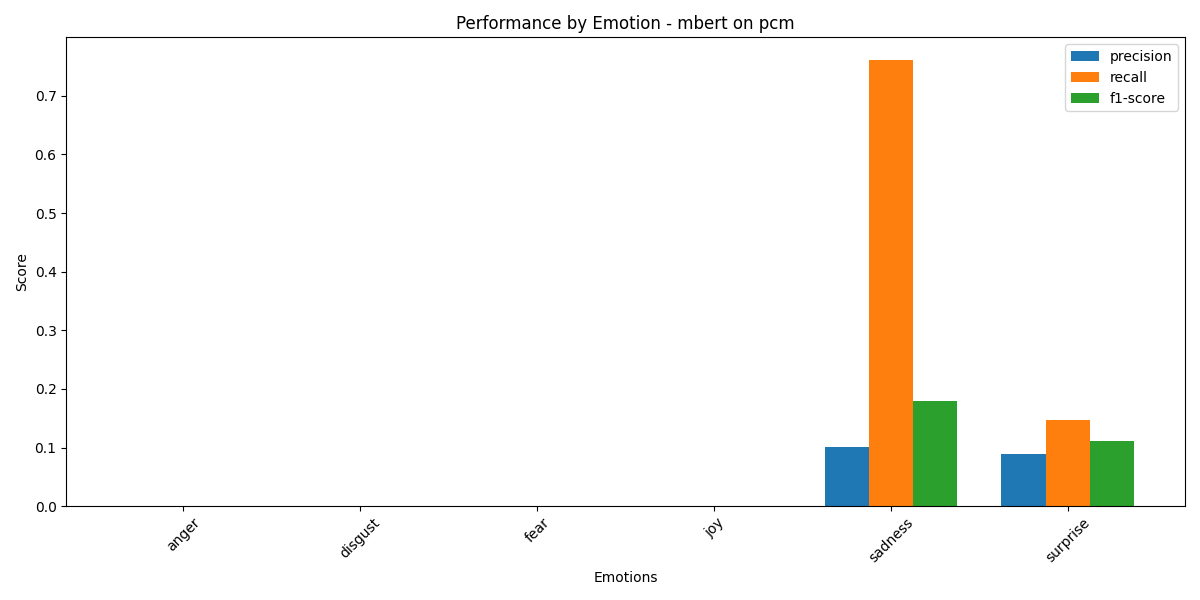 Performance by Emotion - mbert on pcm
precision
recall
f1-score
Score
0.7
0.6
0.5
0.4
0.3
0.2
0.1
0.0
anger
disgust
fear
joy
sadness
surprise
Emotions